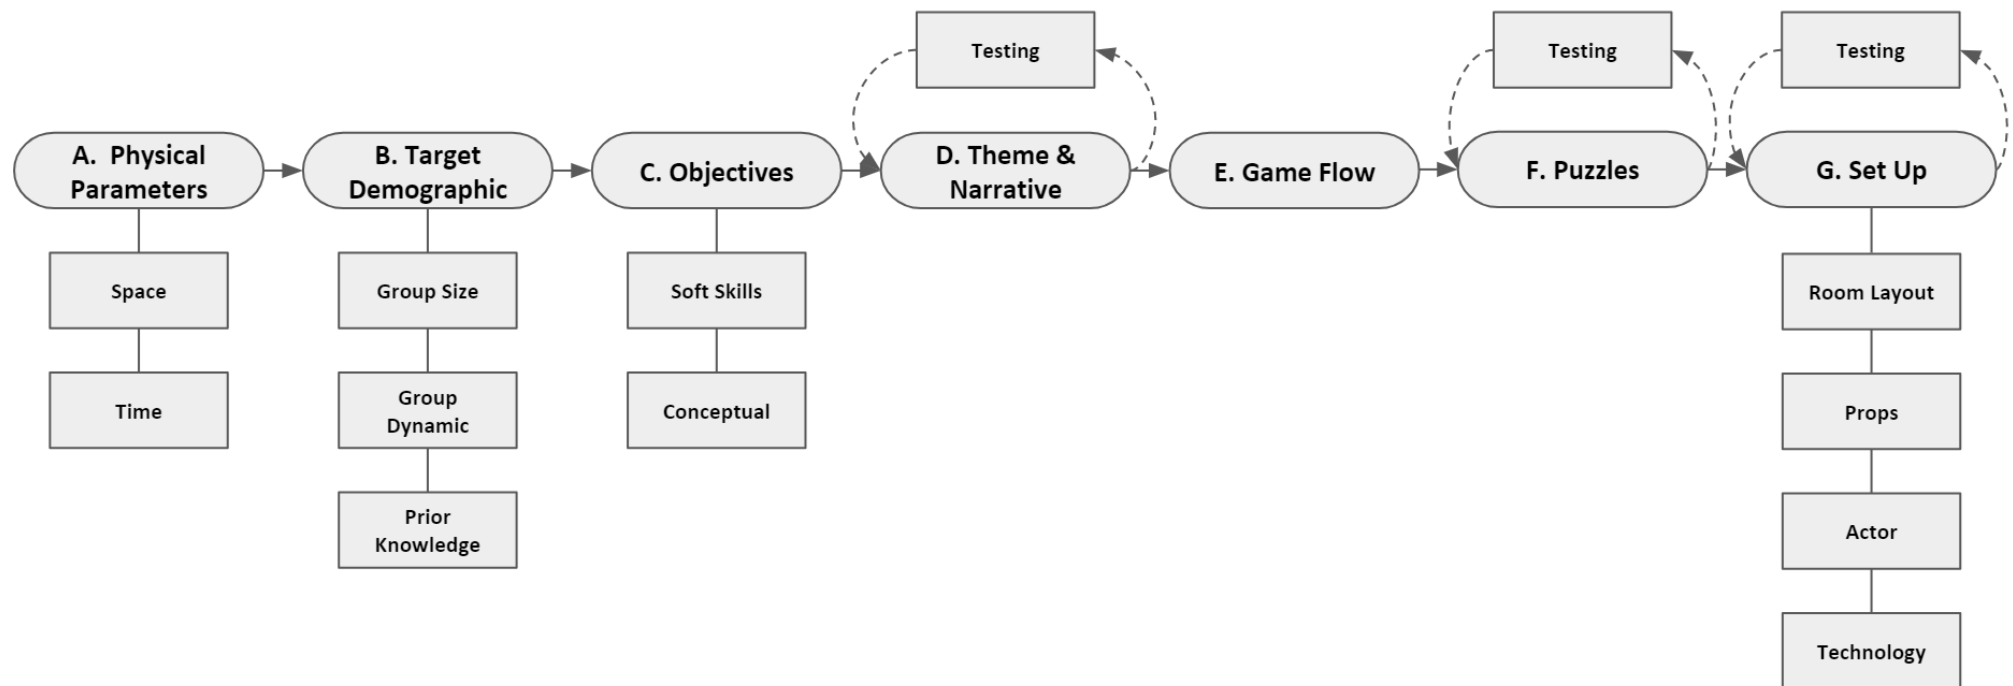 Testing
Testing
Testing
A. Physical
Parameters
B. Target
Demographic
C. Objectives
D. Theme &
Narrative
E. Game Flow
F. Puzzles
G. Set Up
Space
Time
Group Size
Group
Dynamic
Prior
Knowledge
Soft Skills
Conceptual
Room Layout
Props
Actor
Technology